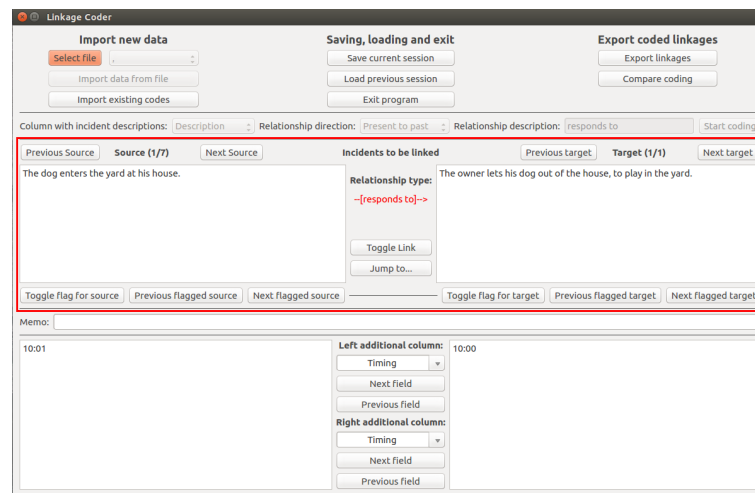 Linkage Coder
Import new data
Saving, loading and exit
Export coded linkages
Select file
,
Save current session
Export linkages
Import data from file
Load previous session
Compare coding
Import existing codes
Exit program
Column with incident descriptions: Description Relationship direction: Present to past Relationship description: responds to Start coding
Previous Source Source (1/7) Next Source Incidents to be linked Previous target Target (1/1) Next target
The dog enters the yard at his house.
Relationship type:
--[responds to]-->
The owner lets his dog out of the house, to play in the yard.
Toggle Link
Jump to...
Toggle flag for source Previous flagged source Next flagged source Toggle flag for target Previous flagged target Next flagged target
Memo:
10:01
Left additional column:
10:00
Timing
Next field
Previous field
Right additional column:
Timing
Next field
Previous field